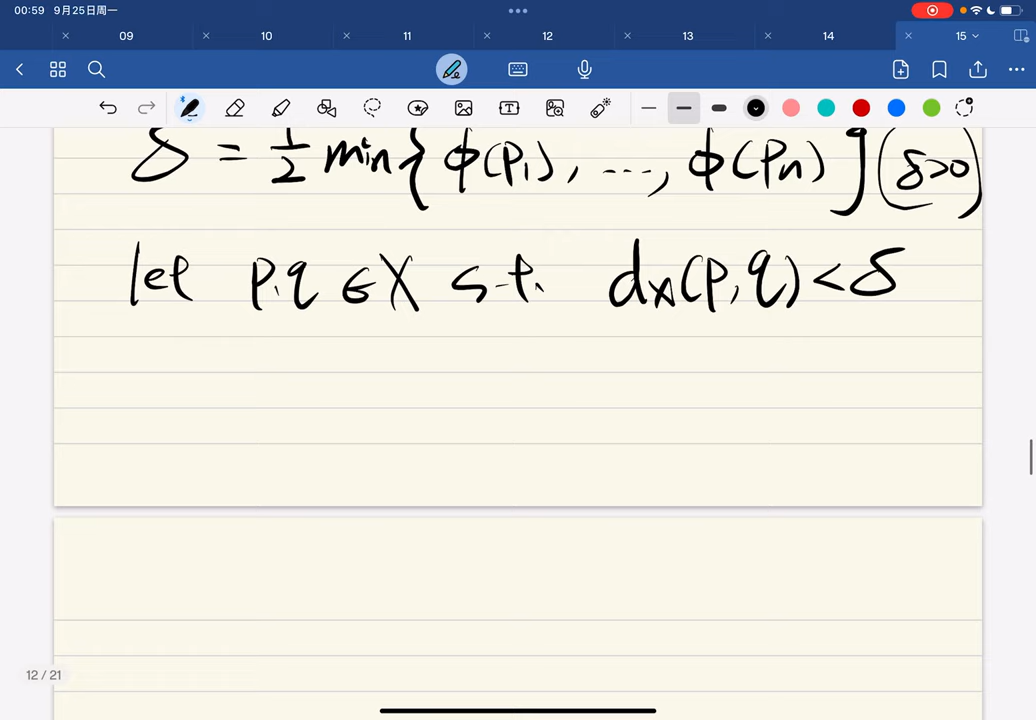 00:59 9月25日周一
09 10 11 12 13 14 15
δ = 1/2 min{ϕ(p₁), ..., ϕ(pn)} (δ>0)
let p,q ∈ X s.t. dx(p,q) < δ
12 / 21